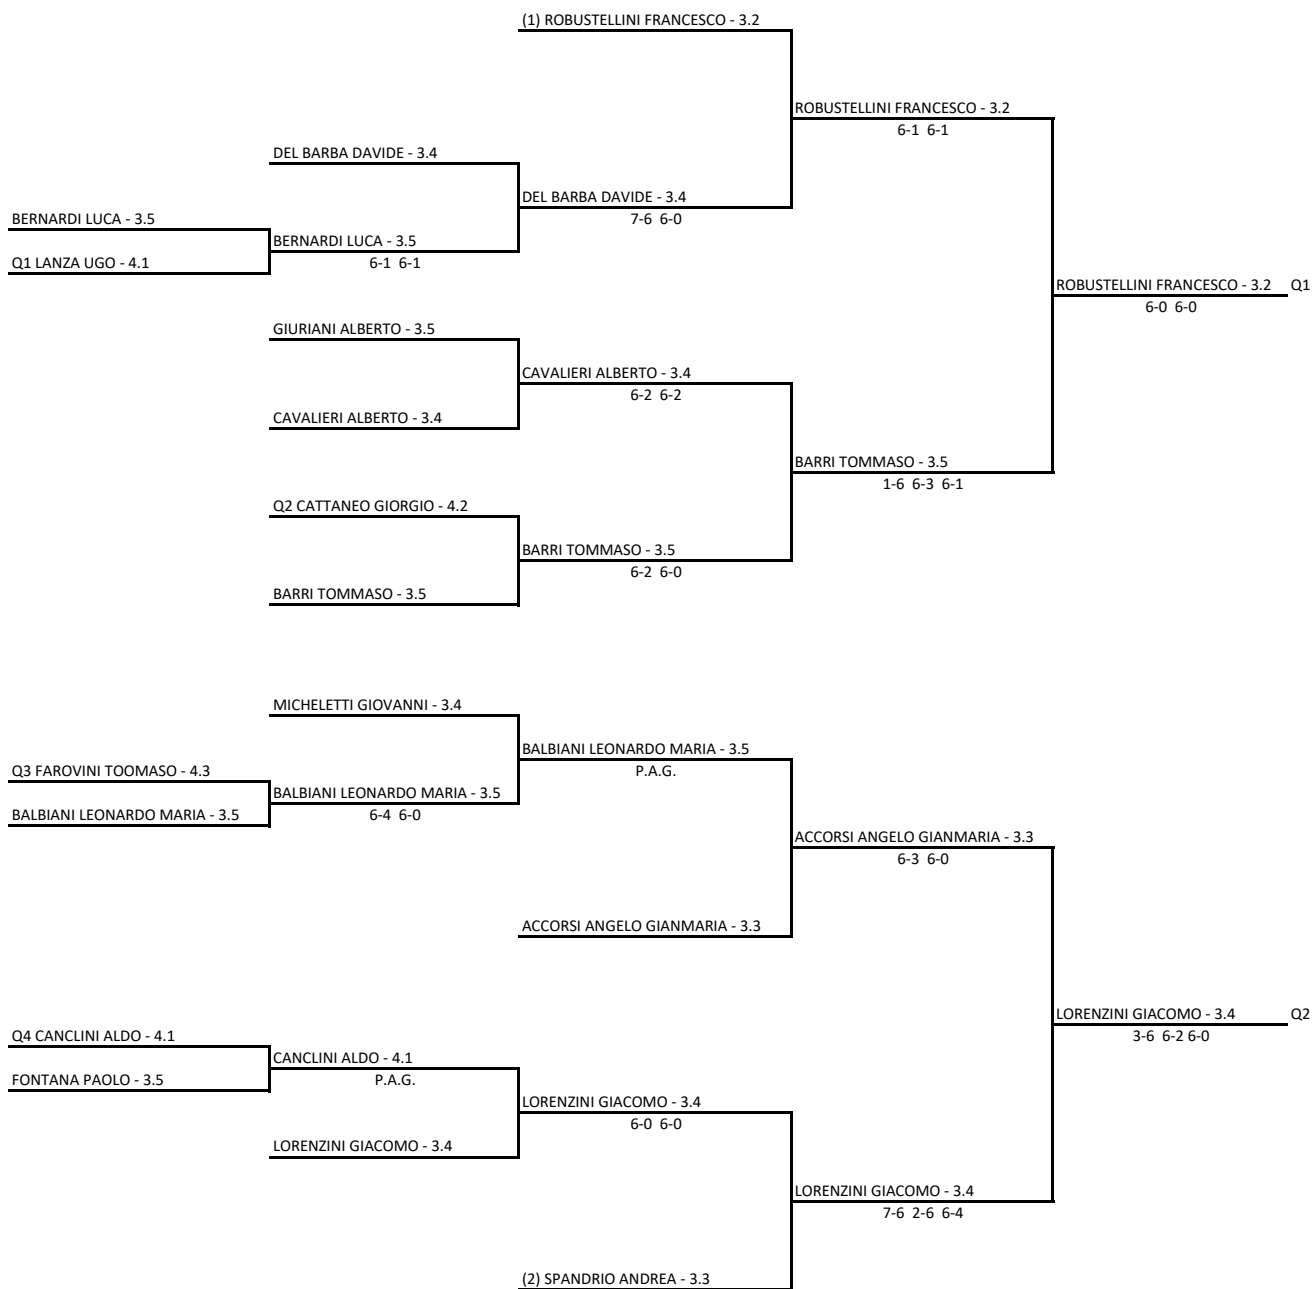 (1) ROBUSTELLINI FRANCESCO - 3.2
ROBUSTELLINI FRANCESCO - 3.2
6-1 6-1
DEL BARBA DAVIDE - 3.4
DEL BARBA DAVIDE - 3.4
7-6 6-0
BERNARDI LUCA - 3.5
BERNARDI LUCA - 3.5
6-1 6-1
Q1 LANZA UGO - 4.1
ROBUSTELLINI FRANCESCO - 3.2 Q1
6-0 6-0
GIURIANI ALBERTO - 3.5
CAVALIERI ALBERTO - 3.4
6-2 6-2
CAVALIERI ALBERTO - 3.4
BARRI TOMMASO - 3.5
1-6 6-3 6-1
Q2 CATTANEO GIORGIO - 4.2
BARRI TOMMASO - 3.5
6-2 6-0
BARRI TOMMASO - 3.5
MICHELETTI GIOVANNI - 3.4
BALBIANI LEONARDO MARIA - 3.5
P.A.G.
Q3 FAROVINI TOOMASO - 4.3
BALBIANI LEONARDO MARIA - 3.5
6-4 6-0
BALBIANI LEONARDO MARIA - 3.5
ACCORSI ANGELO GIANMARIA - 3.3
6-3 6-0
ACCORSI ANGELO GIANMARIA - 3.3
LORENZINI GIACOMO - 3.4 Q2
3-6 6-2 6-0
Q4 CANCLINI ALDO - 4.1
CANCLINI ALDO - 4.1
P.A.G.
FONTANA PAOLO - 3.5
LORENZINI GIACOMO - 3.4
6-0 6-0
LORENZINI GIACOMO - 3.4
LORENZINI GIACOMO - 3.4
7-6 2-6 6-4
(2) SPANDRIO ANDREA - 3.3